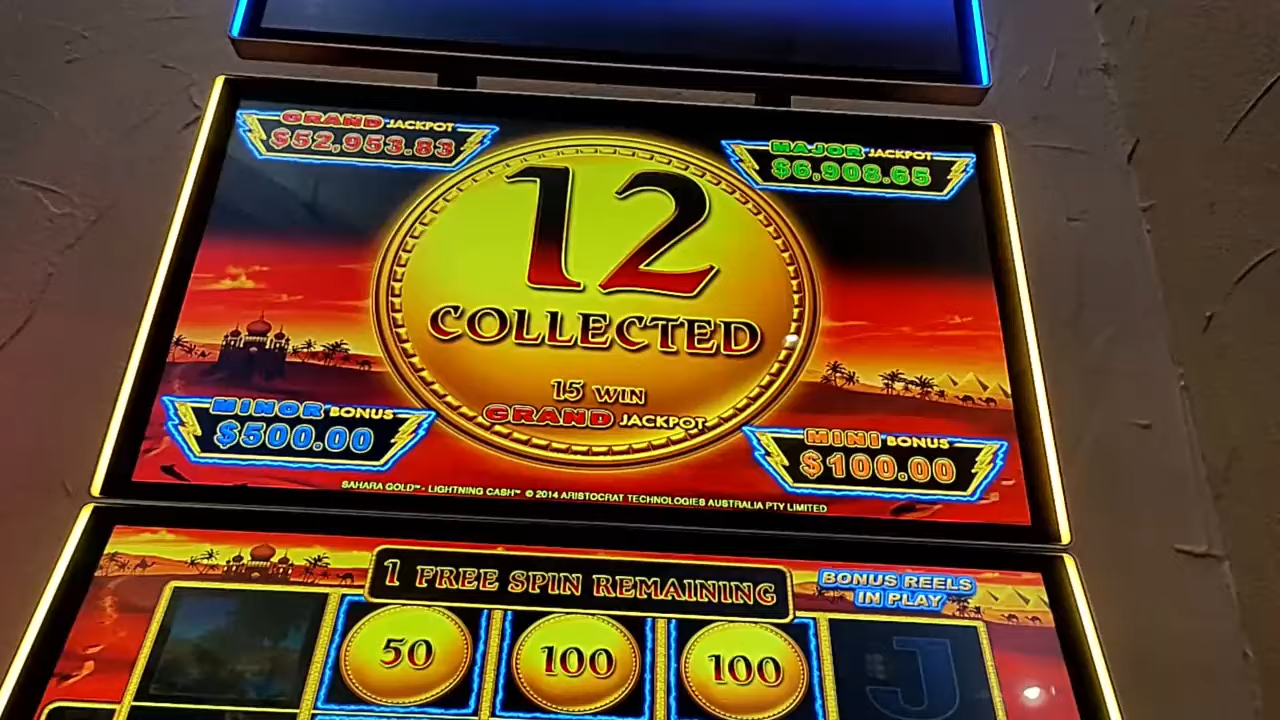 GRAND JACKPOT
$52,953.83
MAJOR JACKPOT
$6,908.65
12
COLLECTED
15 WIN
GRAND JACKPOT
MINOR BONUS
$500.00
MINI BONUS
$100.00
SAHARA GOLD™ - LIGHTNING CASH™ © 2014 ARISTOCRAT TECHNOLOGIES AUSTRALIA PTY LIMITED
1 FREE SPIN REMAINING
BONUS REELS
IN PLAY
50 100 100 J